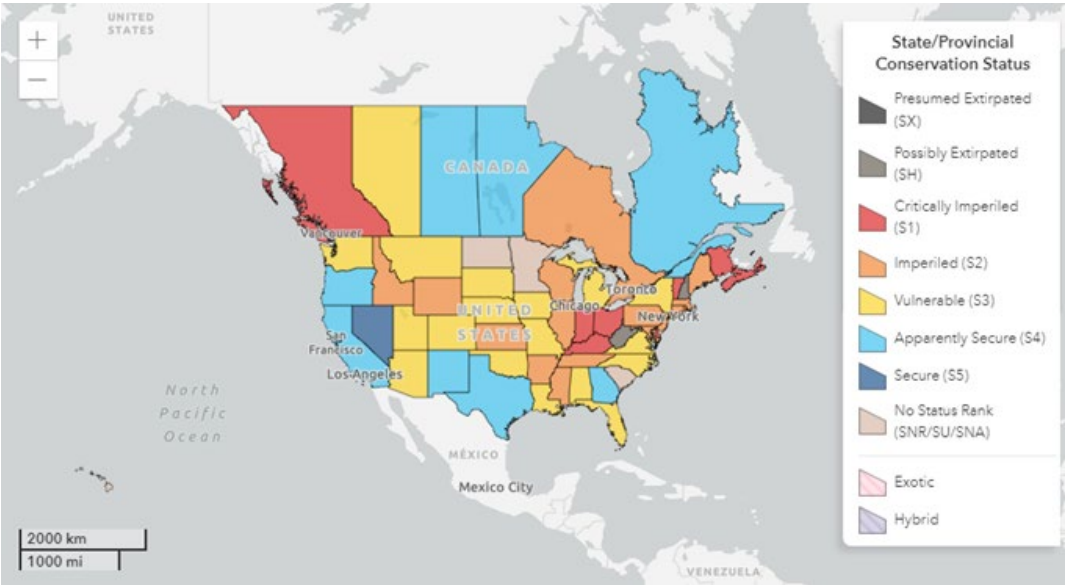 UNITED
STATES
+
−
CANADA
Vancouver
Toronto
Chicago
UNITED
New York
STATES
San
Francisco
Los Angeles
North
Pacific
Ocean
MÉXICO
Mexico City
VENEZUELA
2000 km
1000 mi
State/Provincial
Conservation Status
Presumed Extirpated
(SX)
Possibly Extirpated
(SH)
Critically Imperiled
(S1)
Imperiled (S2)
Vulnerable (S3)
Apparently Secure (S4)
Secure (S5)
No Status Rank
(SNR/SU/SNA)
Exotic
Hybrid